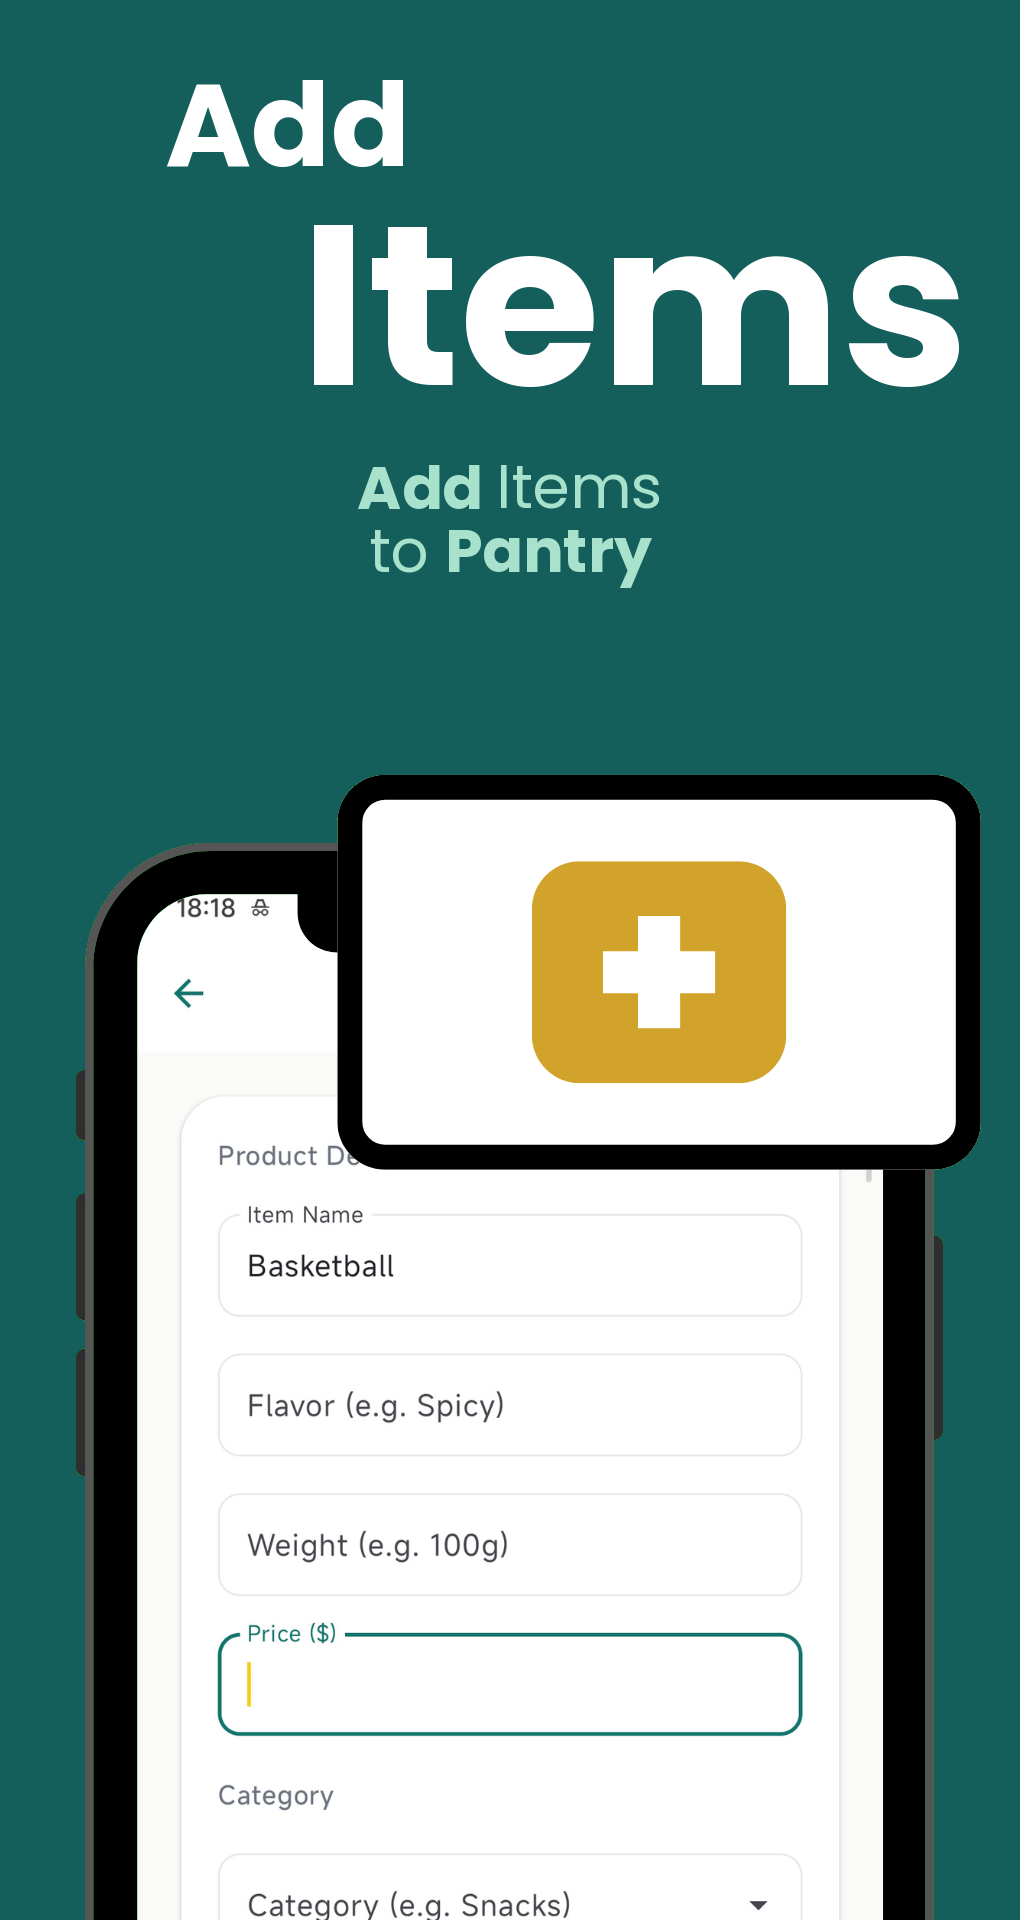 Add
Items
Add Items
to Pantry
18:18
Product De
Item Name
Basketball
Flavor (e.g. Spicy)
Weight (e.g. 100g)
Price ($)
Category
Category (e.g. Snacks)